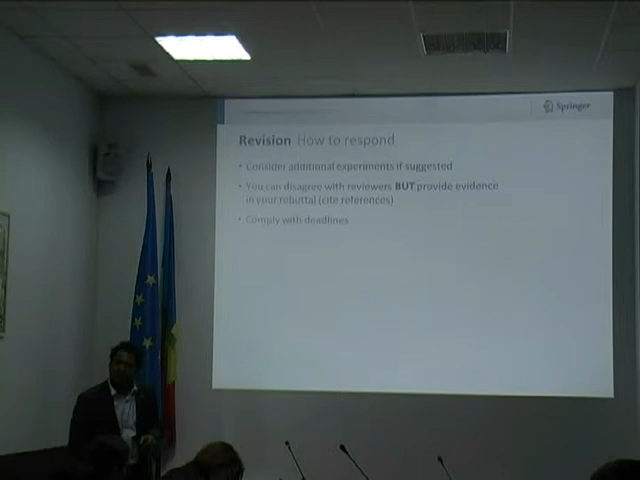 Springer
Revision How to respond
• Consider additional experiments if suggested
• You can disagree with reviewers BUT provide evidence
in your rebuttal (cite references)
• Comply with deadlines